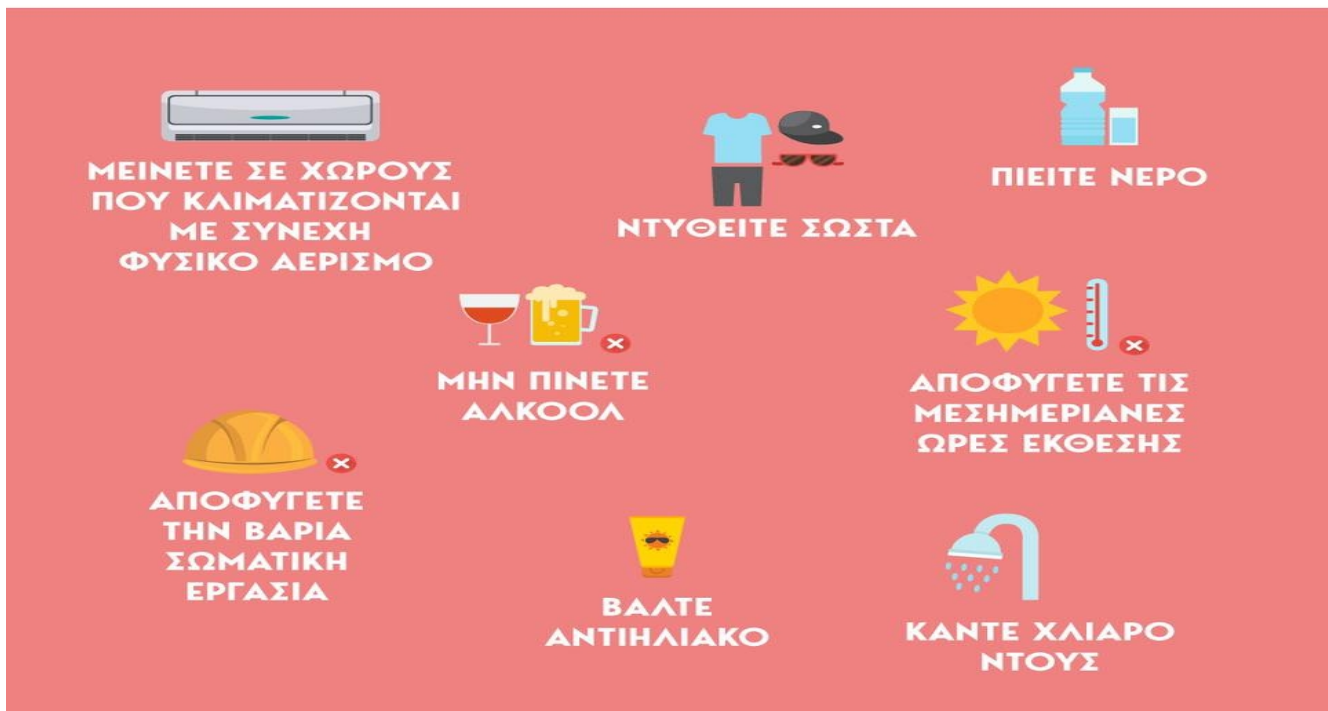 ΜΕΙΝΕΤΕ ΣΕ ΧΩΡΟΥΣ
ΠΟΥ ΚΛΙΜΑΤΙΖΟΝΤΑΙ
ΜΕ ΣΥΝΕΧΗ
ΦΥΣΙΚΟ ΑΕΡΙΣΜΟ
ΝΤΥΘΕΙΤΕ ΣΩΣΤΑ
ΠΙΕΙΤΕ ΝΕΡΟ
ΜΗΝ ΠΙΝΕΤΕ
ΑΛΚΟΟΛ
ΑΠΟΦΥΓΕΤΕ ΤΙΣ
ΜΕΣΗΜΕΡΙΑΝΕΣ
ΩΡΕΣ ΕΚΘΕΣΗΣ
ΑΠΟΦΥΓΕΤΕ
ΤΗΝ ΒΑΡΙΑ
ΣΩΜΑΤΙΚΗ
ΕΡΓΑΣΙΑ
ΒΑΛΤΕ
ΑΝΤΙΗΛΙΑΚΟ
ΚΑΝΤΕ ΧΛΙΑΡΟ
ΝΤΟΥΣ